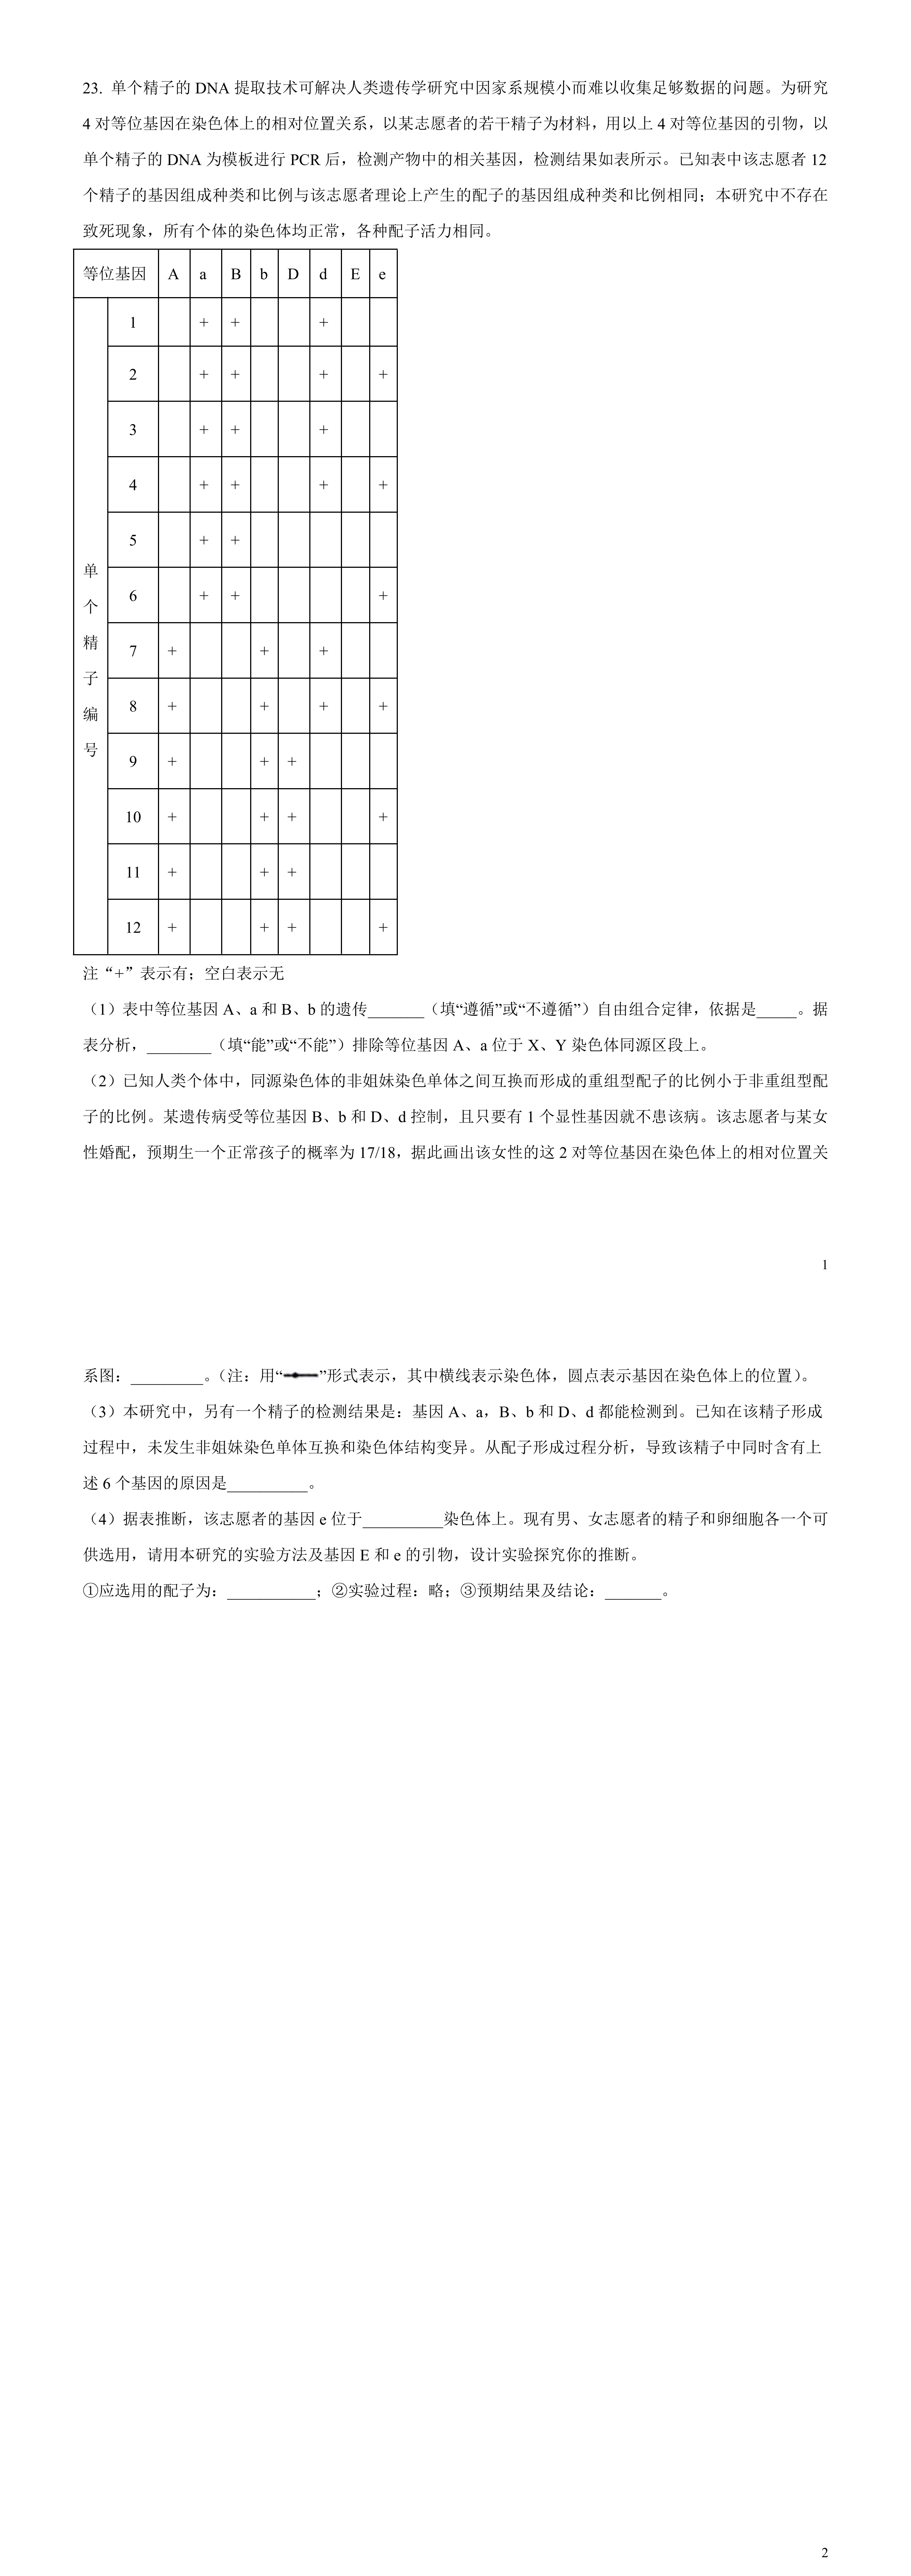 23. 单个精子的 DNA 提取技术可解决人类遗传学研究中因家系规模小而难以收集足够数据的问题。为研究
4 对等位基因在染色体上的相对位置关系，以某志愿者的若干精子为材料，用以上 4 对等位基因的引物，以
单个精子的 DNA 为模板进行 PCR 后，检测产物中的相关基因，检测结果如表所示。已知表中该志愿者 12
个精子的基因组成种类和比例与该志愿者理论上产生的配子的基因组成种类和比例相同；本研究中不存在
致死现象，所有个体的染色体均正常，各种配子活力相同。
等位基因 A a B b D d E e
单个精子编号
1 + + +
2 + + + +
3 + + +
4 + + + +
5 + +
6 + + +
7 + + +
8 + + + +
9 + + +
10 + + + +
11 + + +
12 + + + +
注“+”表示有；空白表示无
（1）表中等位基因 A、a 和 B、b 的遗传_______（填“遵循”或“不遵循”）自由组合定律，依据是_____。据
表分析，________（填“能”或“不能”）排除等位基因 A、a 位于 X、Y 染色体同源区段上。
（2）已知人类个体中，同源染色体的非姐妹染色单体之间互换而形成的重组型配子的比例小于非重组型配
子的比例。某遗传病受等位基因 B、b 和 D、d 控制，且只要有 1 个显性基因就不患该病。该志愿者与某女
性婚配，预期生一个正常孩子的概率为 17/18，据此画出该女性的这 2 对等位基因在染色体上的相对位置关
1
系图：_________。（注：用“”形式表示，其中横线表示染色体，圆点表示基因在染色体上的位置）。
（3）本研究中，另有一个精子的检测结果是：基因 A、a，B、b 和 D、d 都能检测到。已知在该精子形成
过程中，未发生非姐妹染色单体互换和染色体结构变异。从配子形成过程分析，导致该精子中同时含有上
述 6 个基因的原因是__________。
（4）据表推断，该志愿者的基因 e 位于__________染色体上。现有男、女志愿者的精子和卵细胞各一个可
供选用，请用本研究的实验方法及基因 E 和 e 的引物，设计实验探究你的推断。
①应选用的配子为：___________；②实验过程：略；③预期结果及结论：_______。
2